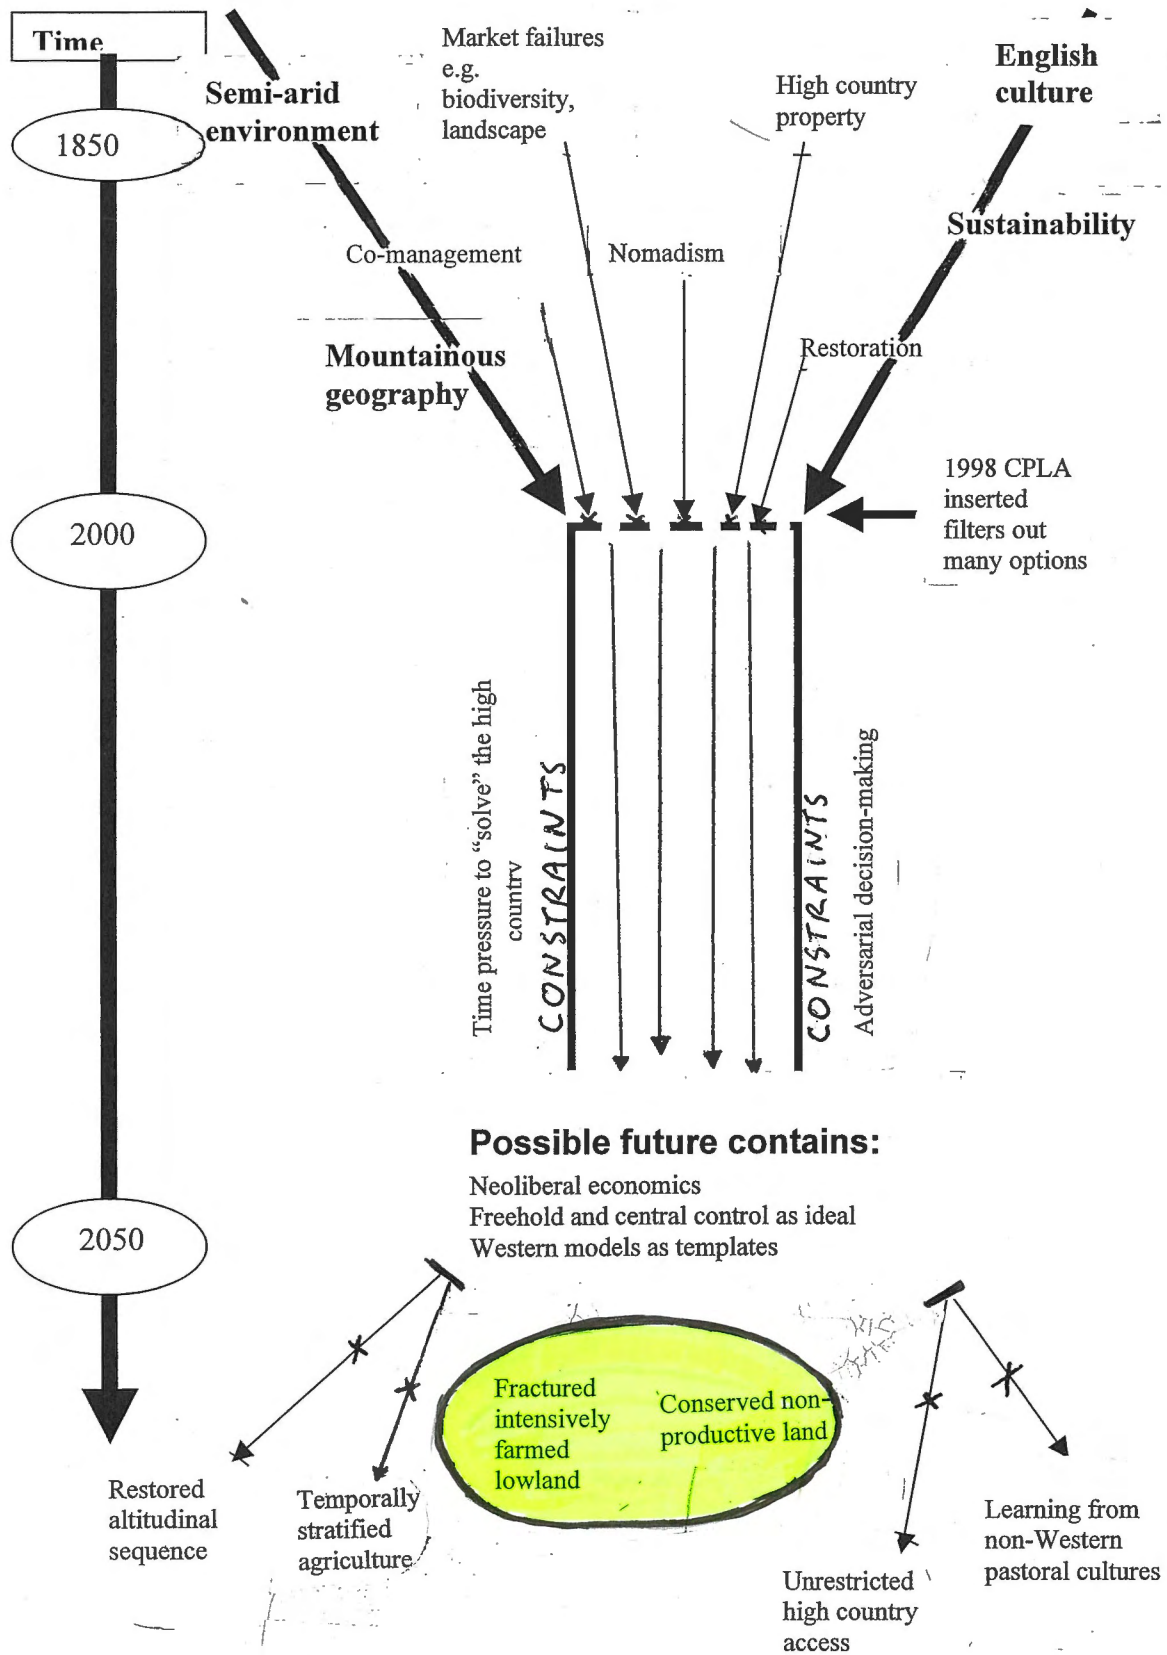 Time
1850
2000
2050
Semi-arid
environment
Market failures
e.g.
biodiversity,
landscape
High country
property
English
culture
Sustainability
Co-management
Nomadism
Mountainous
geography
Restoration
1998 CPLA
inserted
filters out
many options
Time pressure to “solve” the high
country
CONSTRAINTS
CONSTRAINTS
Adversarial decision-making
Possible future contains:
Neoliberal economics
Freehold and central control as ideal
Western models as templates
Fractured
intensively
farmed
lowland
Conserved non-
productive land
Restored
altitudinal
sequence
Temporally
stratified
agriculture
Unrestricted
high country
access
Learning from
non-Western
pastoral cultures